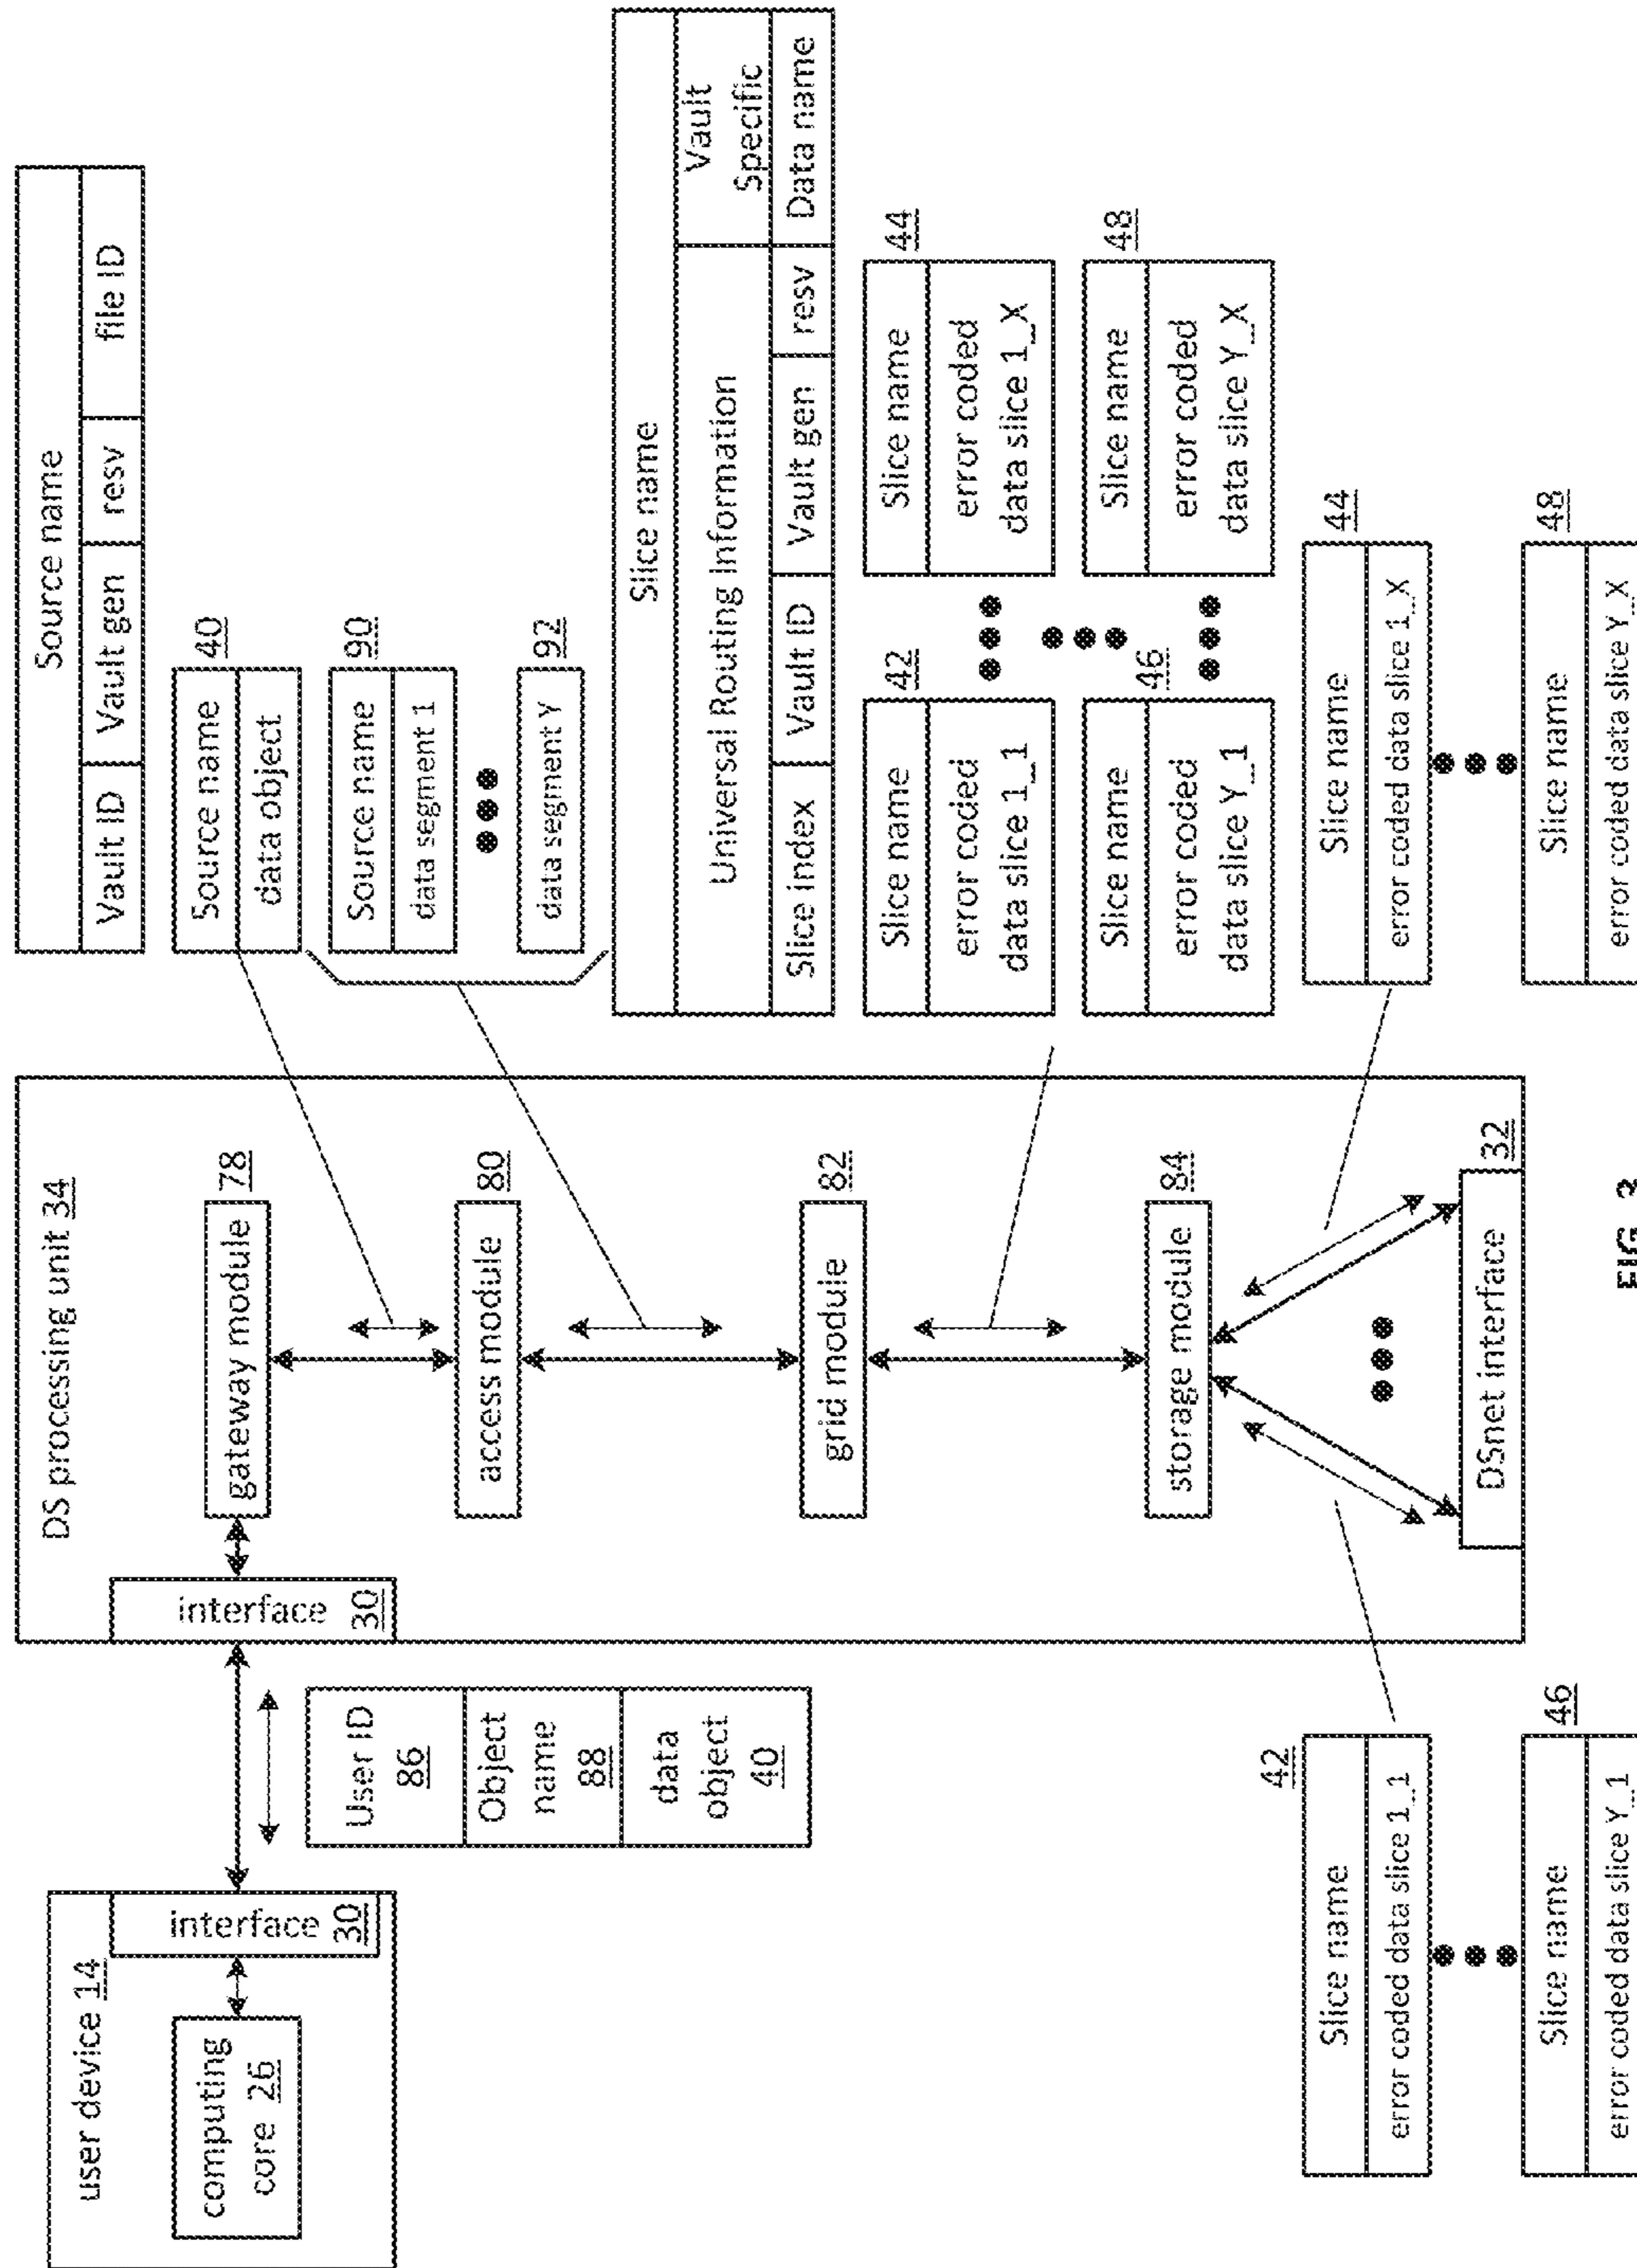 user device 14
computing
core 26
interface 30
User ID
86
Object
name
88
data
object
40
interface 30
DS processing unit 34
gateway module 78
access module 80
grid module 82
storage module 84
DSnet interface 32
Source name
Vault ID Vault gen resv file ID
Source name 40
data object
Source name 90
data segment 1
data segment Y 92
Slice name
Universal Routing Information Vault
Specific
Slice index Vault ID Vault gen resv Data name
42
Slice name
error coded
data slice 1_1
44
Slice name
error coded
data slice 1_X
46
Slice name
error coded
data slice Y_1
48
Slice name
error coded
data slice Y_X
42
Slice name
error coded data slice 1_1
46
Slice name
error coded data slice Y_1
44
Slice name
error coded data slice 1_X
48
Slice name
error coded data slice Y_X
FIG. 3